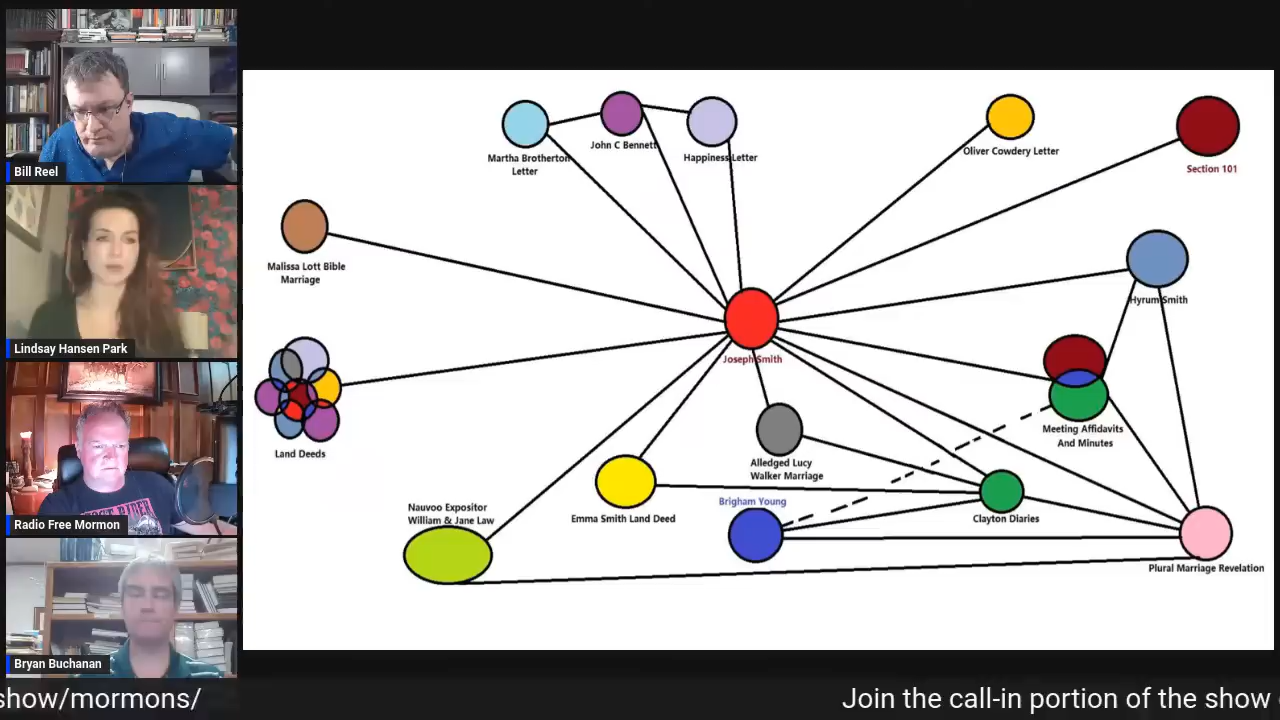 Bill Reel
Lindsay Hansen Park
Radio Free Mormon
Bryan Buchanan
Martha Brotherton
Letter
John C Bennett
Happiness Letter
Oliver Cowdery Letter
Section 101
Malissa Lott Bible
Marriage
Hyrum Smith
Joseph Smith
Land Deeds
Meeting Affidavits
And Minutes
Alledged Lucy
Walker Marriage
Nauvoo Expositor
William & Jane Law
Emma Smith Land Deed
Brigham Young
Clayton Diaries
Plural Marriage Revelation
show/mormons/
Join the call-in portion of the show